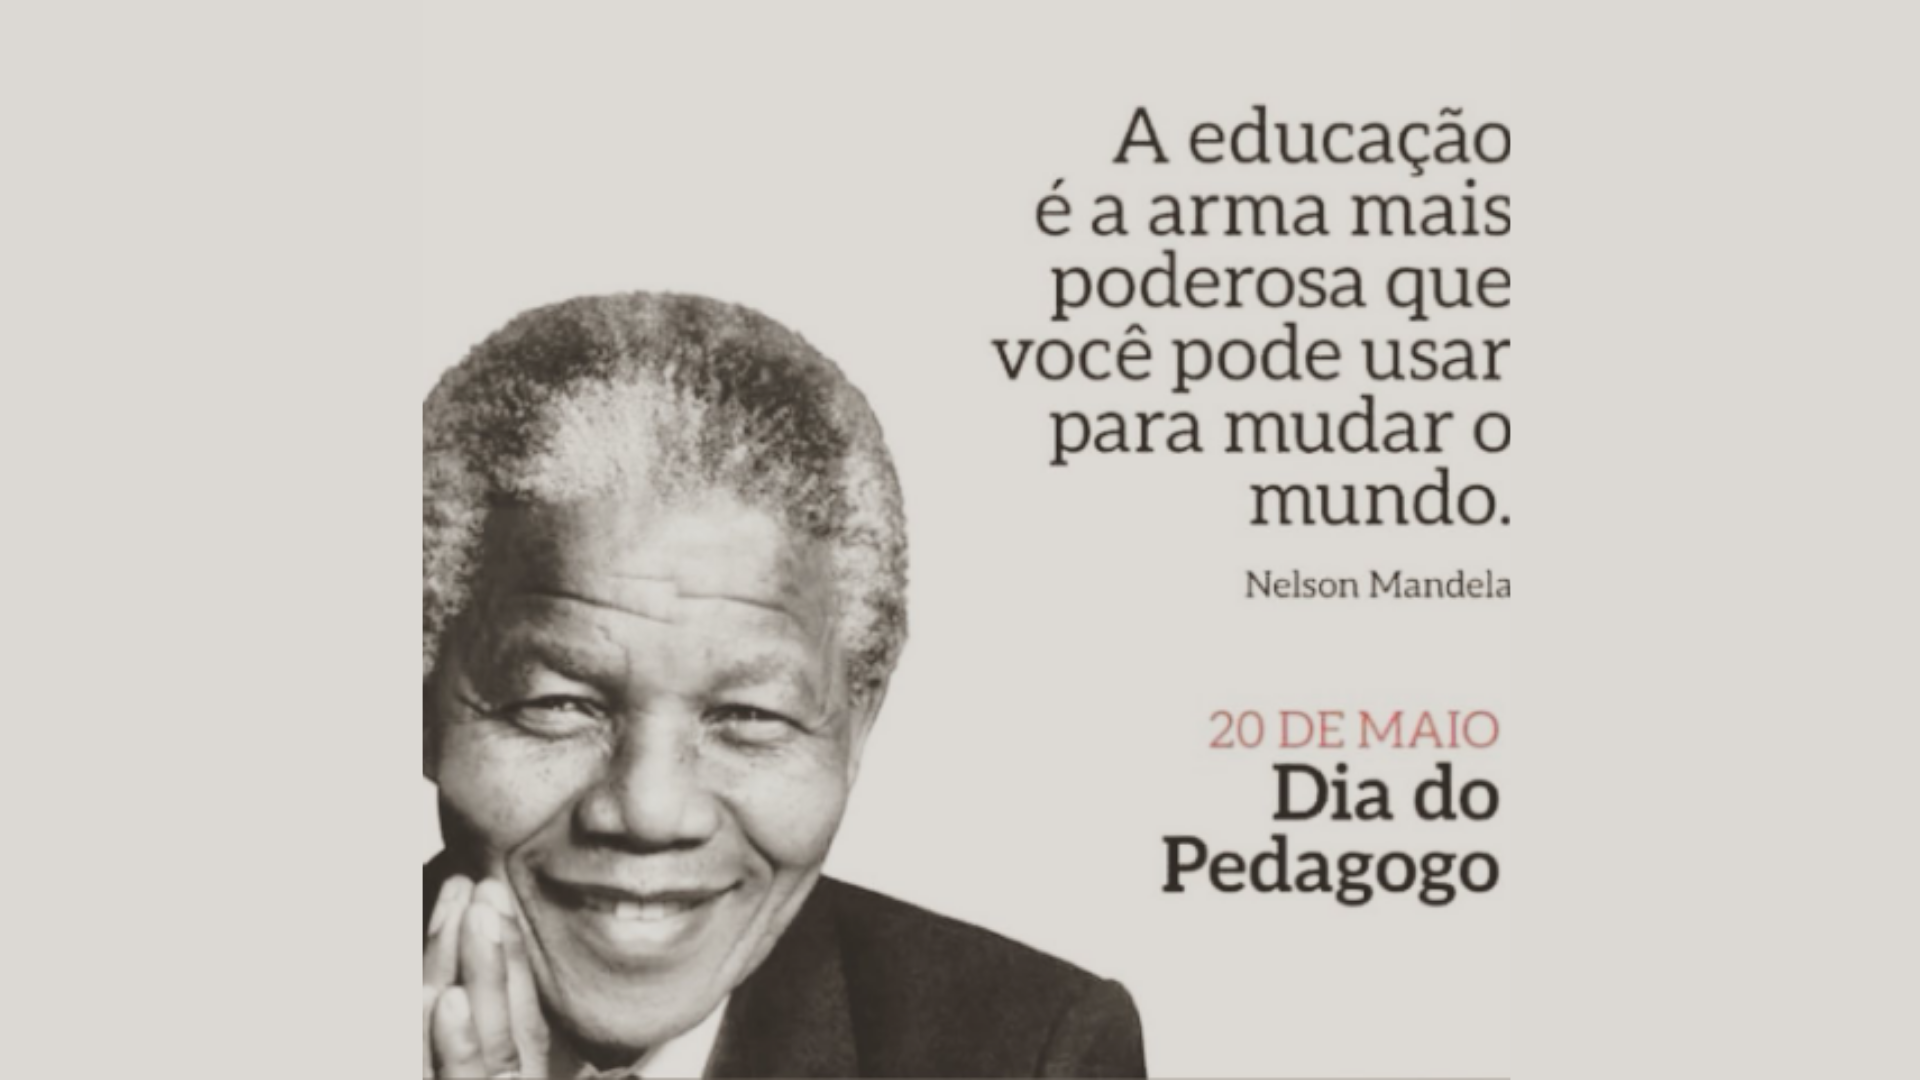 A educação
é a arma mais
poderosa que
você pode usar
para mudar o
mundo.
Nelson Mandela
20 DE MAIO
Dia do
Pedagogo